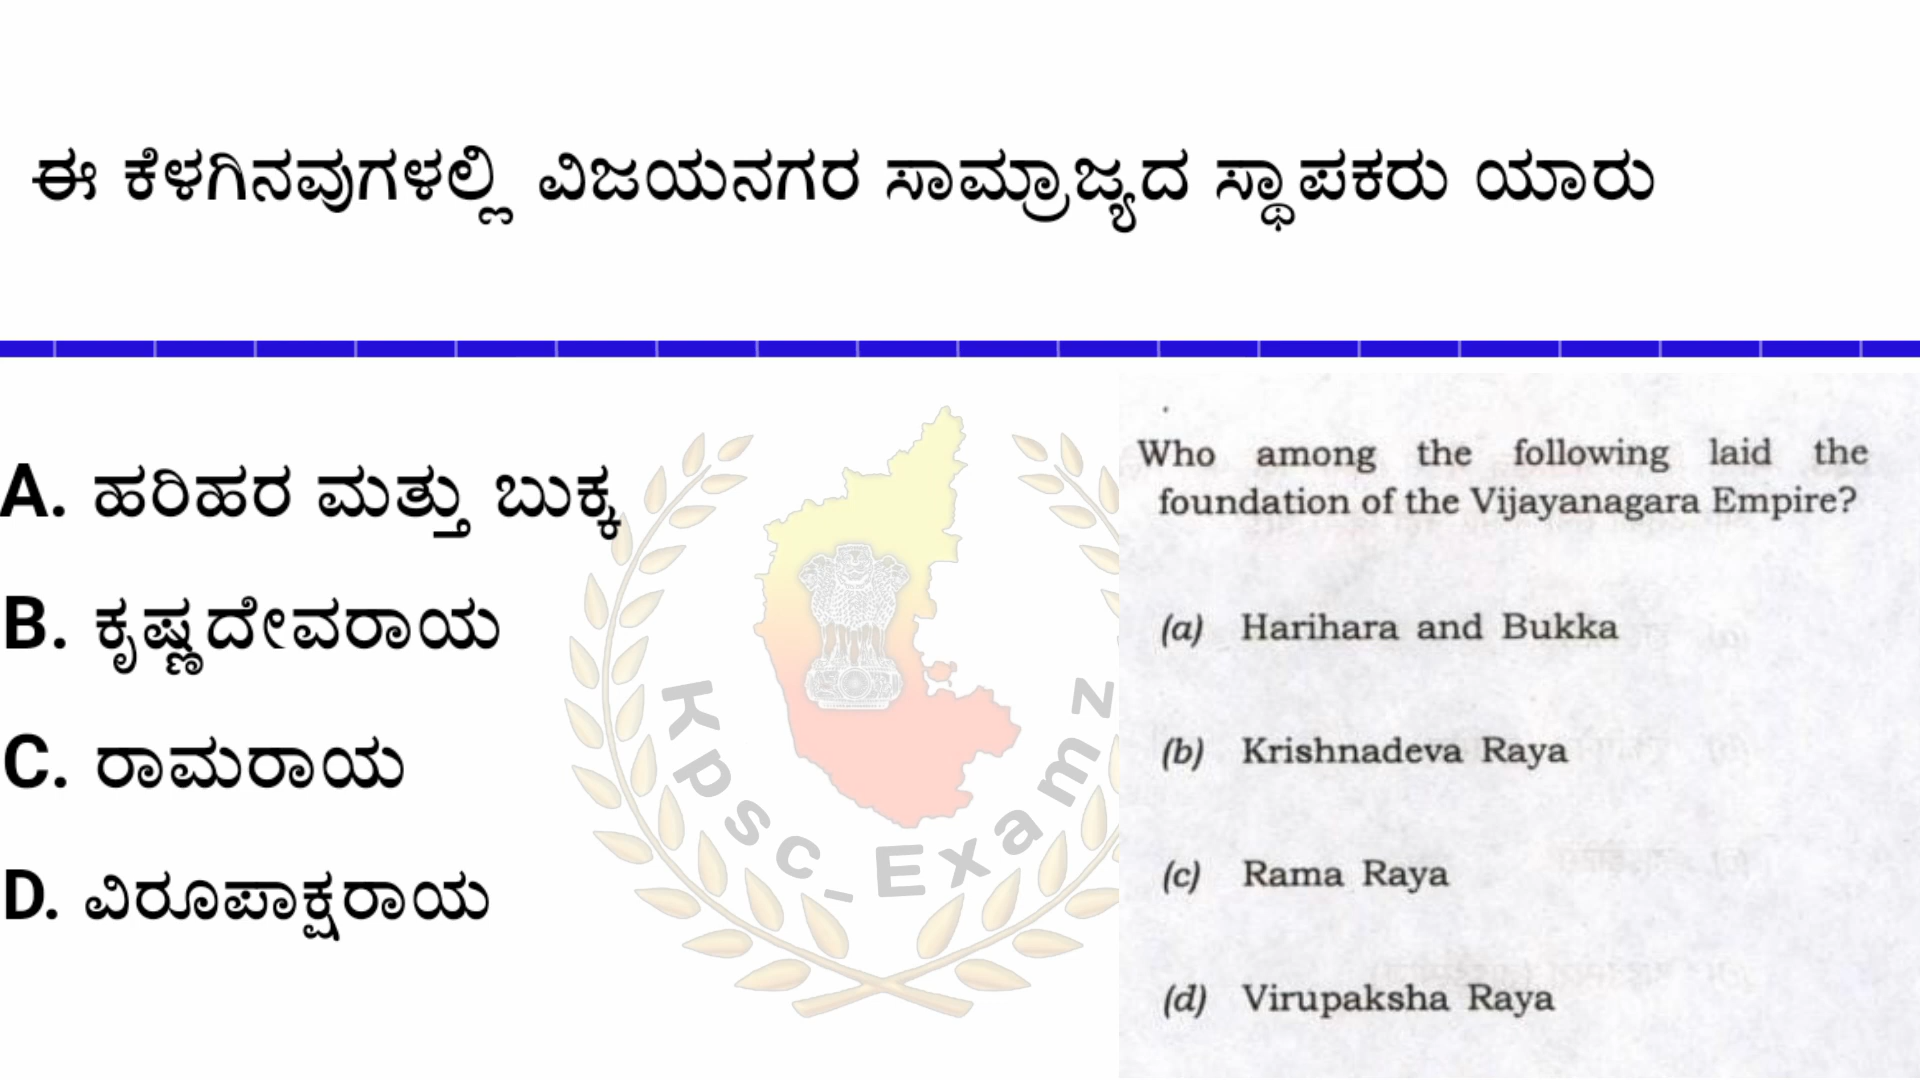 ಈ ಕೆಳಗಿನವುಗಳಲ್ಲಿ ವಿಜಯನಗರ ಸಾಮ್ರಾಜ್ಯದ ಸ್ಥಾಪಕರು ಯಾರು
A. ಹರಿಹರ ಮತ್ತು ಬುಕ್ಕ
B. ಕೃಷ್ಣದೇವರಾಯ
C. ರಾಮರಾಯ
D. ವಿರೂಪಾಕ್ಷರಾಯ
Kpsc_Examz
Who among the following laid the
foundation of the Vijayanagara Empire?
(a) Harihara and Bukka
(b) Krishnadeva Raya
(c) Rama Raya
(d) Virupaksha Raya